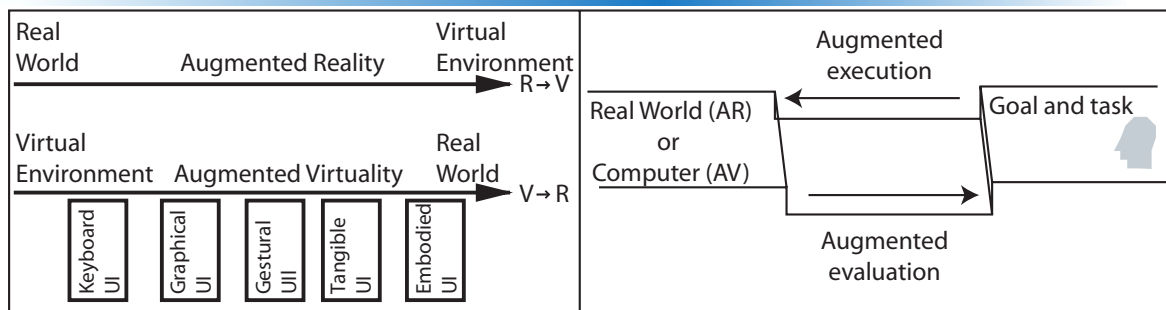 Real
World
Augmented Reality
Virtual
Environment
R→V
Virtual
Environment
Augmented Virtuality
Real
World
V→R
Keyboard
UI
Graphical
UI
Gestural
UII
Tangible
UI
Embodied
UI
Augmented
execution
Real World (AR)
or
Computer (AV)
Goal and task
Augmented
evaluation